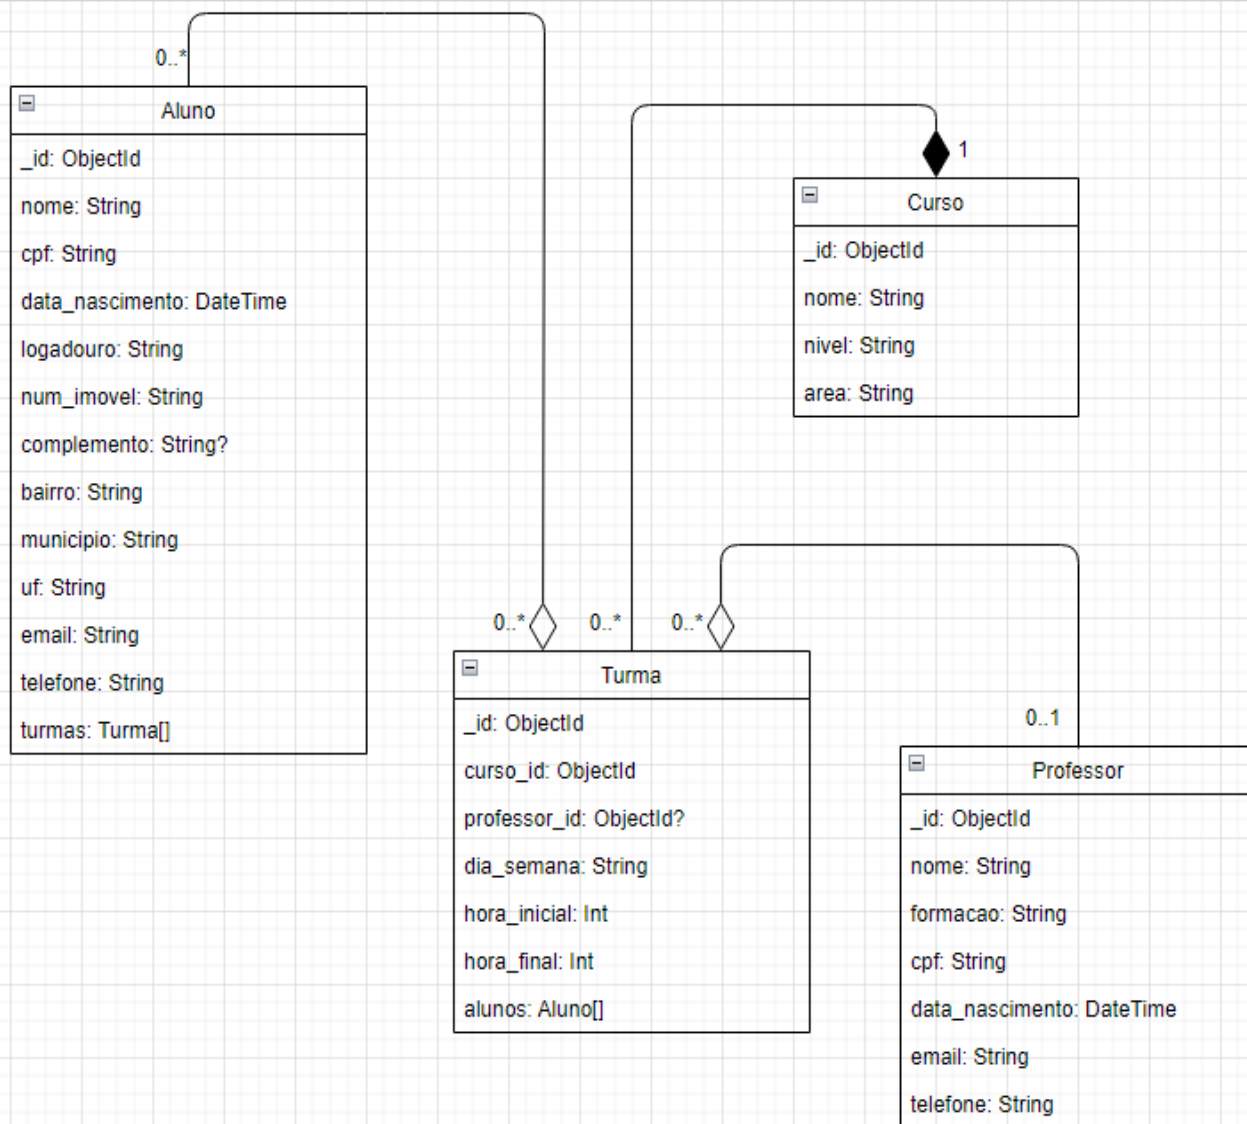 0..*
Aluno
_id: ObjectId
nome: String
cpf: String
data_nascimento: DateTime
logadouro: String
num_imovel: String
complemento: String?
bairro: String
municipio: String
uf: String
email: String
telefone: String
turmas: Turma[]
1
Curso
_id: ObjectId
nome: String
nivel: String
area: String
0..*
0..*
0..*
Turma
_id: ObjectId
curso_id: ObjectId
professor_id: ObjectId?
dia_semana: String
hora_inicial: Int
hora_final: Int
alunos: Aluno[]
0..1
Professor
_id: ObjectId
nome: String
formacao: String
cpf: String
data_nascimento: DateTime
email: String
telefone: String